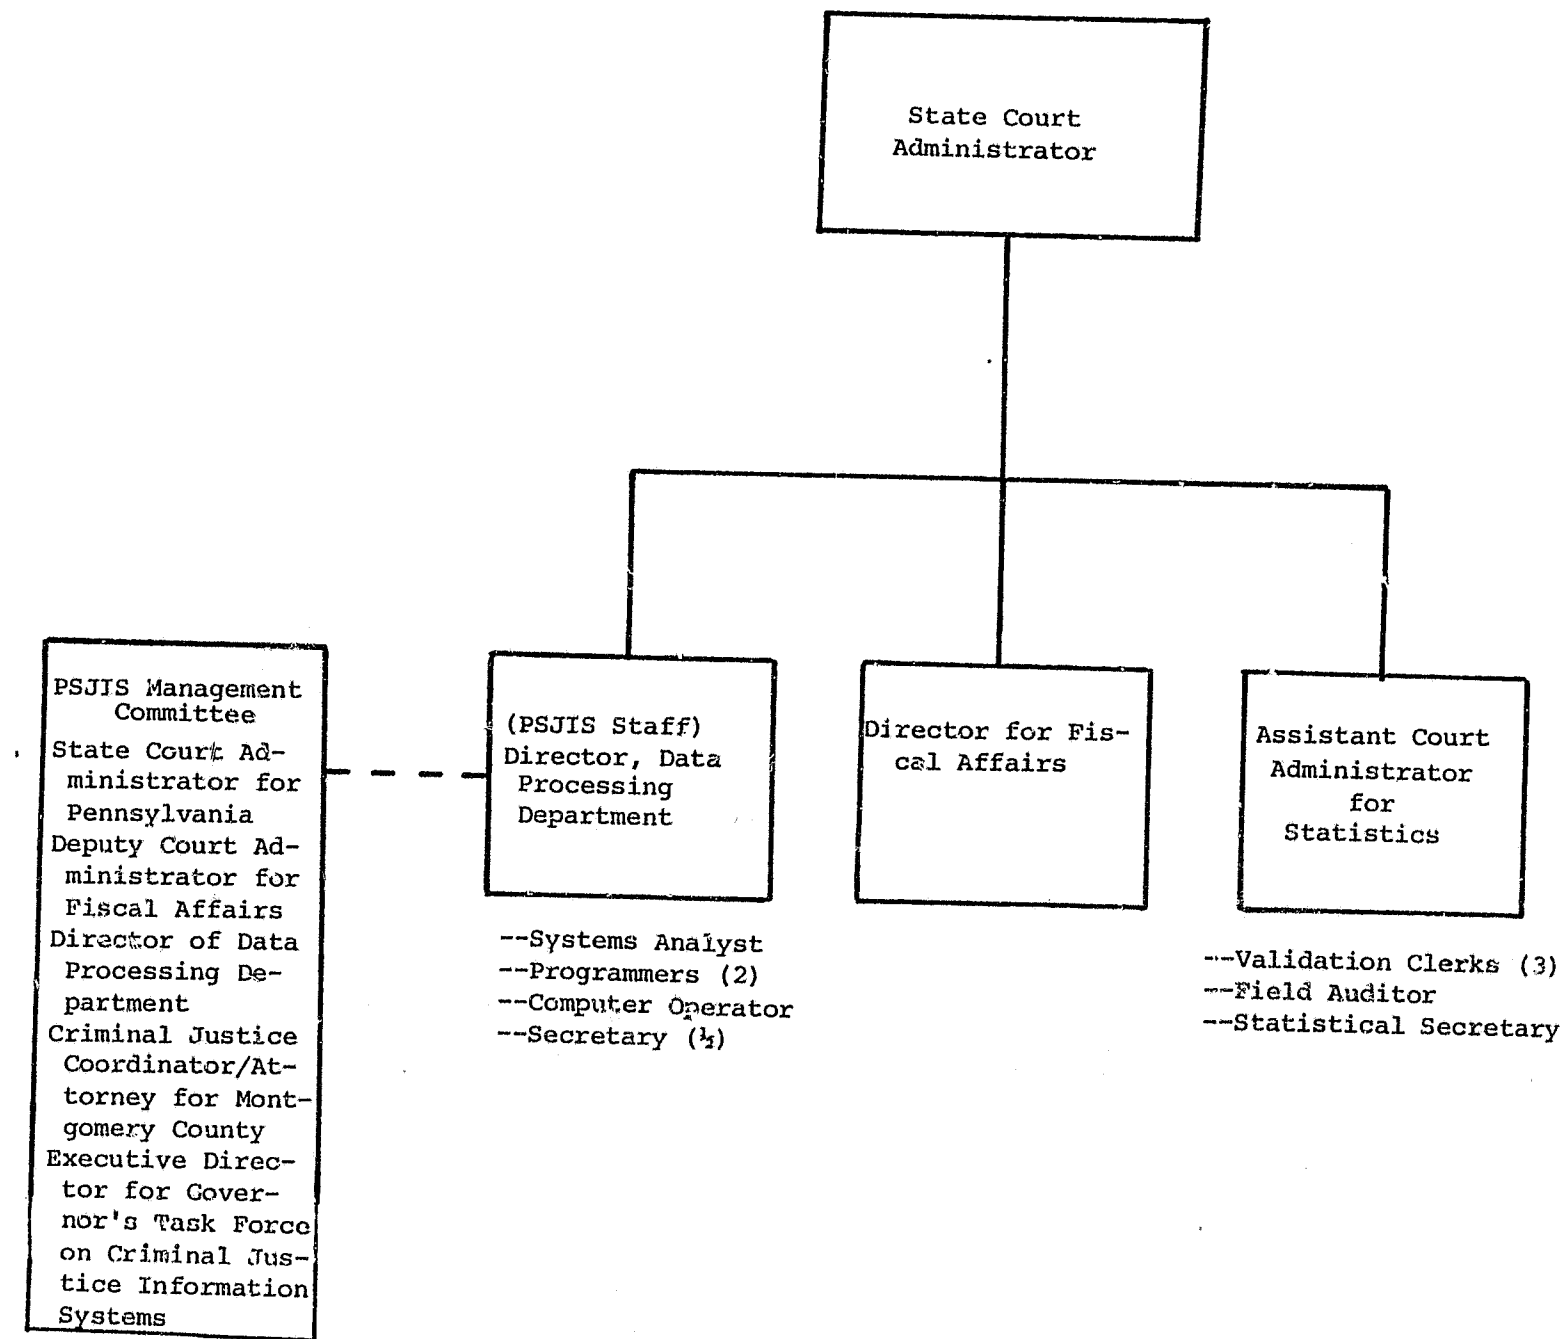 State Court
Administrator
PSJIS Management
Committee
State Court Ad-
ministrator for
Pennsylvania
Deputy Court Ad-
ministrator for
Fiscal Affairs
Director of Data
Processing De-
partment
Criminal Justice
Coordinator/At-
torney for Mont-
gomery County
Executive Direc-
tor for Gover-
nor's Task Force
on Criminal Jus-
tice Information
Systems
(PSJIS Staff)
Director, Data
Processing
Department
--Systems Analyst
--Programmers (2)
--Computer Operator
--Secretary (½)
Director for Fis-
cal Affairs
Assistant Court
Administrator
for
Statistics
--Validation Clerks (3)
--Field Auditor
--Statistical Secretary